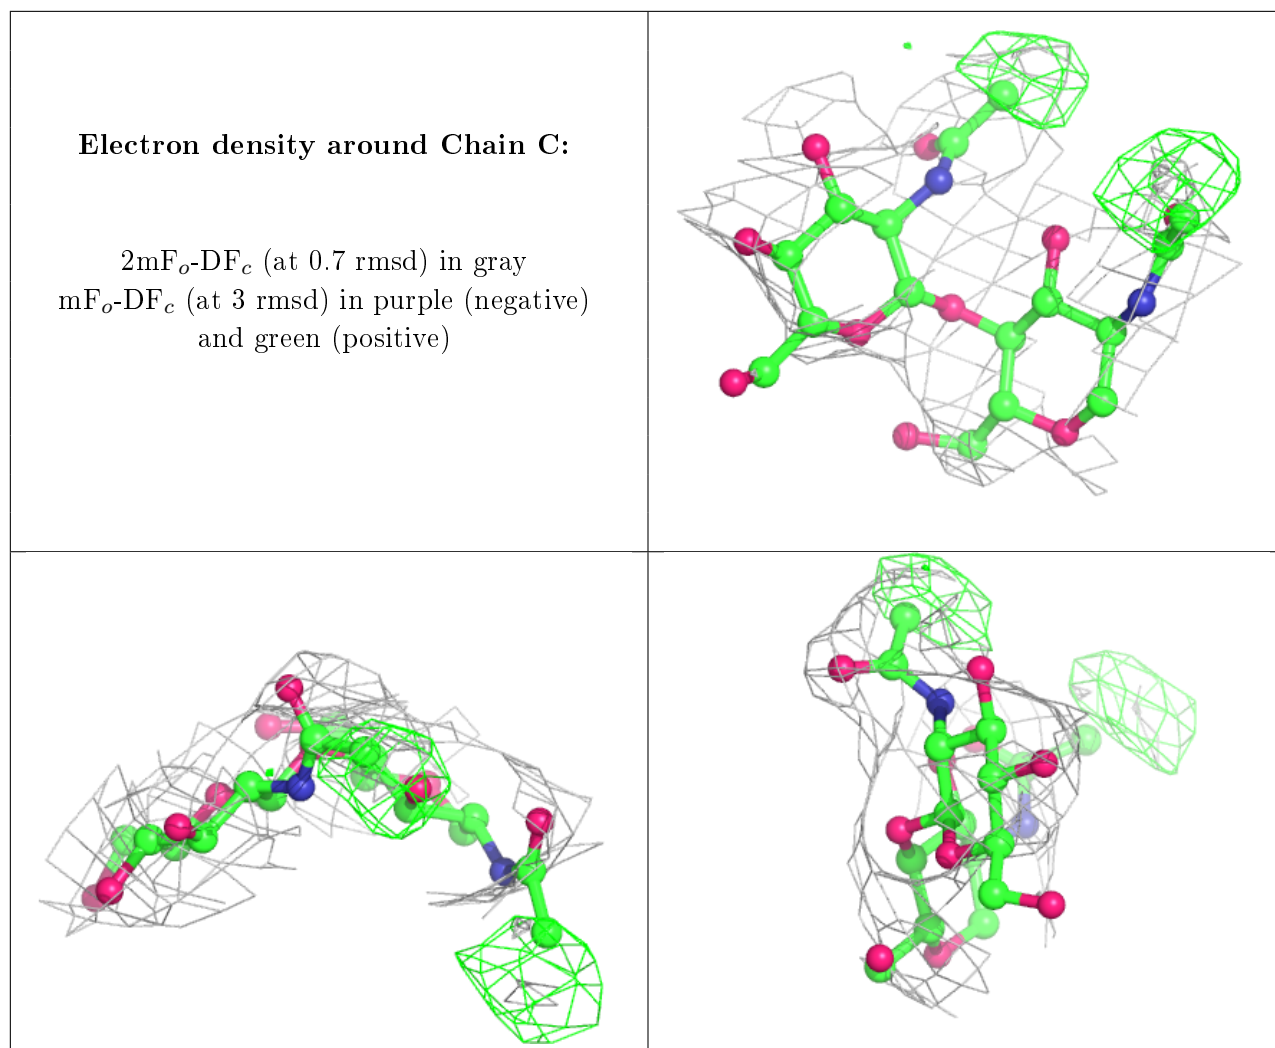 Electron density around Chain C:
2mFₒ-DF𝒸 (at 0.7 rmsd) in gray
mFₒ-DF𝒸 (at 3 rmsd) in purple (negative)
and green (positive)